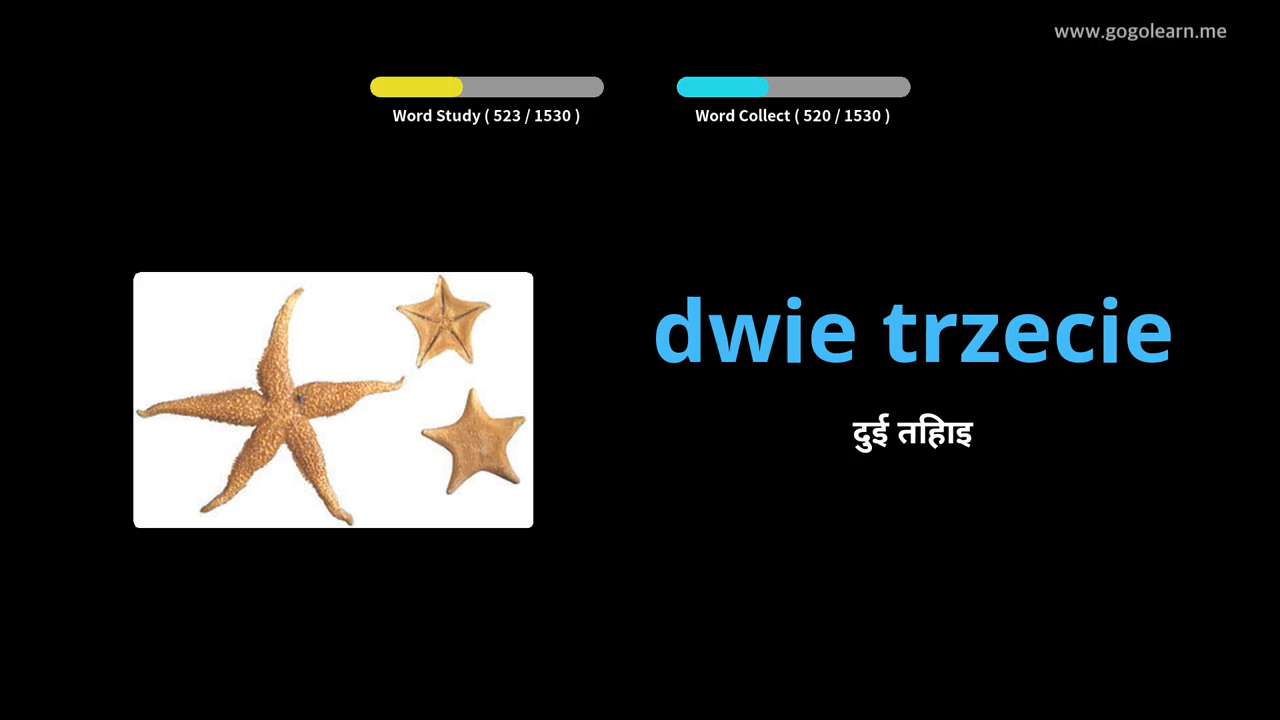 www.gogolearn.me
Word Study ( 523 / 1530 )
Word Collect ( 520 / 1530 )
dwie trzecie
दुई तिहाइ